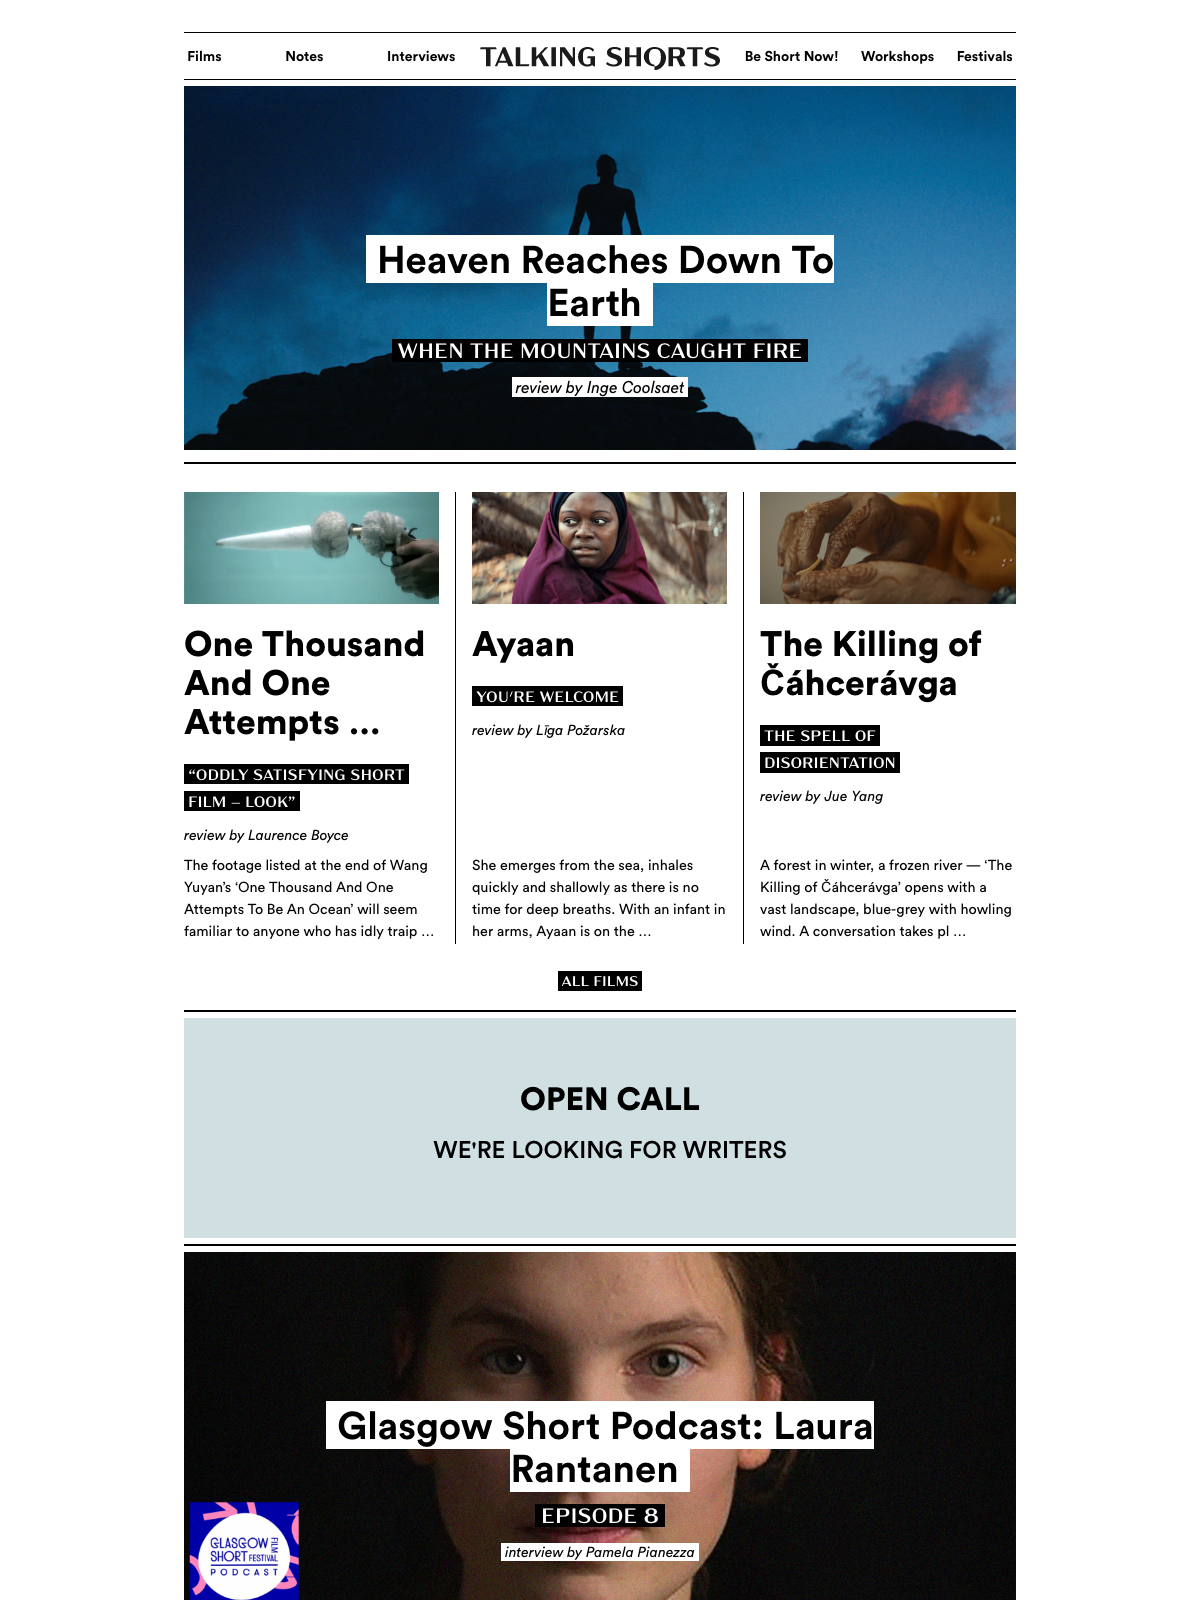 Films Notes Interviews TALKING SHORTS Be Short Now! Workshops Festivals
Heaven Reaches Down To
Earth
WHEN THE MOUNTAINS CAUGHT FIRE
review by Inge Coolsaet
One Thousand
And One
Attempts …
“ODDLY SATISFYING SHORT
FILM – LOOK”
review by Laurence Boyce
The footage listed at the end of Wang
Yuyan’s ‘One Thousand And One
Attempts To Be An Ocean’ will seem
familiar to anyone who has idly traip …
Ayaan
YOU’RE WELCOME
review by Līga Požarska
She emerges from the sea, inhales
quickly and shallowly as there is no
time for deep breaths. With an infant in
her arms, Ayaan is on the …
The Killing of
Čáhcerávga
THE SPELL OF
DISORIENTATION
review by Jue Yang
A forest in winter, a frozen river — ‘The
Killing of Čáhcerávga’ opens with a
vast landscape, blue-grey with howling
wind. A conversation takes pl …
ALL FILMS
OPEN CALL
WE'RE LOOKING FOR WRITERS
Glasgow Short Podcast: Laura
Rantanen
EPISODE 8
interview by Pamela Pianezza
GLASGOW
SHORT FILM FESTIVAL
PODCAST